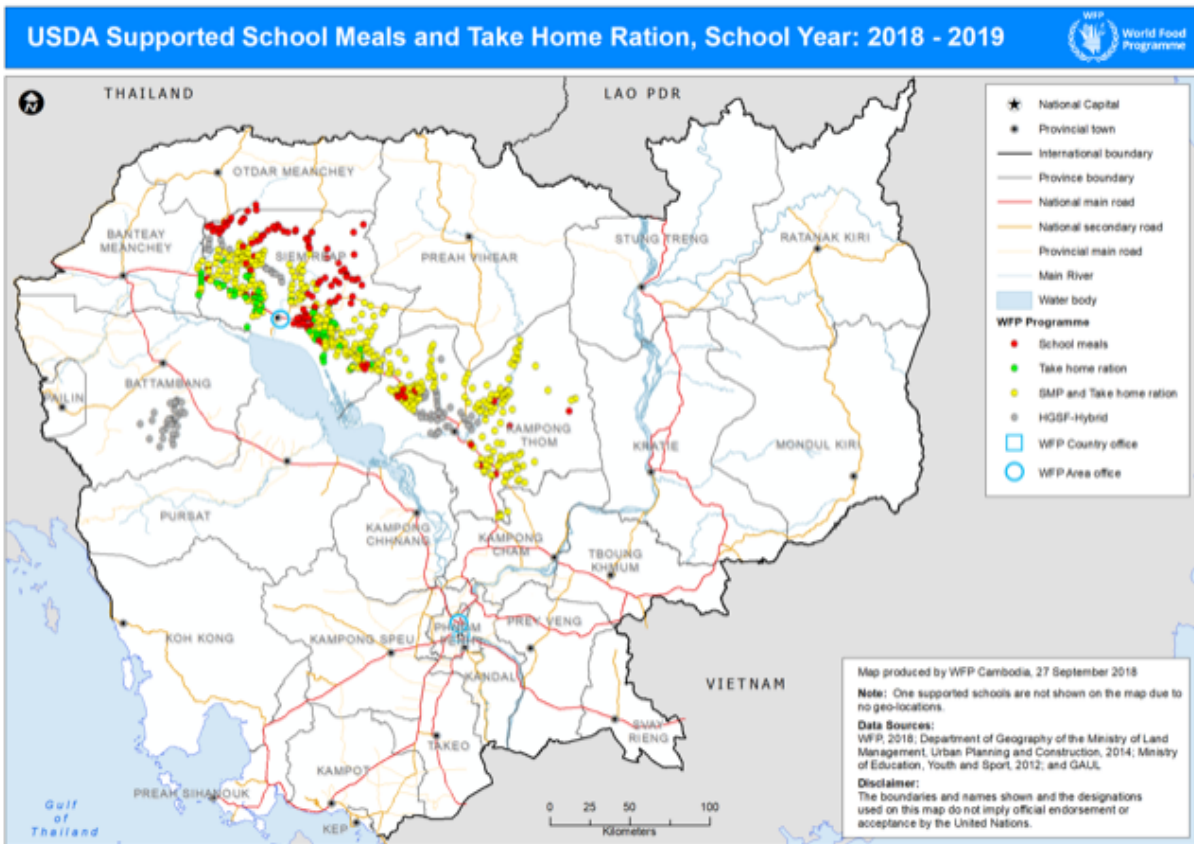 USDA Supported School Meals and Take Home Ration, School Year: 2018 - 2019
WFP
World Food
Programme
N
THAILAND
LAO PDR
OTDAR MEANCHEY
BANTEAY
MEANCHEY
SIEM REAP
PREAH VIHEAR
STUNG TRENG
RATANAK KIRI
BATTAMBANG
PAILIN
KAMPONG
THOM
KRATIE
MONDUL KIRI
PURSAT
KAMPONG
CHHNANG
KAMPONG
CHAM
TBOUNG
KHMUM
KOH KONG
KAMPONG SPEU
PHNOM
PENH
PREY VENG
KANDAL
VIETNAM
SVAY
RIENG
TAKEO
KAMPOT
PREAH SIHANOUK
KEP
Gulf
of
Thailand
0 25 50 100
Kilometers
National Capital
Provincial town
International boundary
Province boundary
National main road
National secondary road
Provincial main road
Main River
Water body
WFP Programme
School meals
Take home ration
SMP and Take home ration
HGSF-Hybrid
WFP Country office
WFP Area office
Map produced by WFP Cambodia, 27 September 2018
Note: One supported schools are not shown on the map due to
no geo-locations.
Data Sources:
WFP, 2018; Department of Geography of the Ministry of Land
Management, Urban Planning and Construction, 2014; Ministry
of Education, Youth and Sport, 2012; and GAUL
Disclaimer:
The boundaries and names shown and the designations
used on this map do not imply official endorsement or
acceptance by the United Nations.